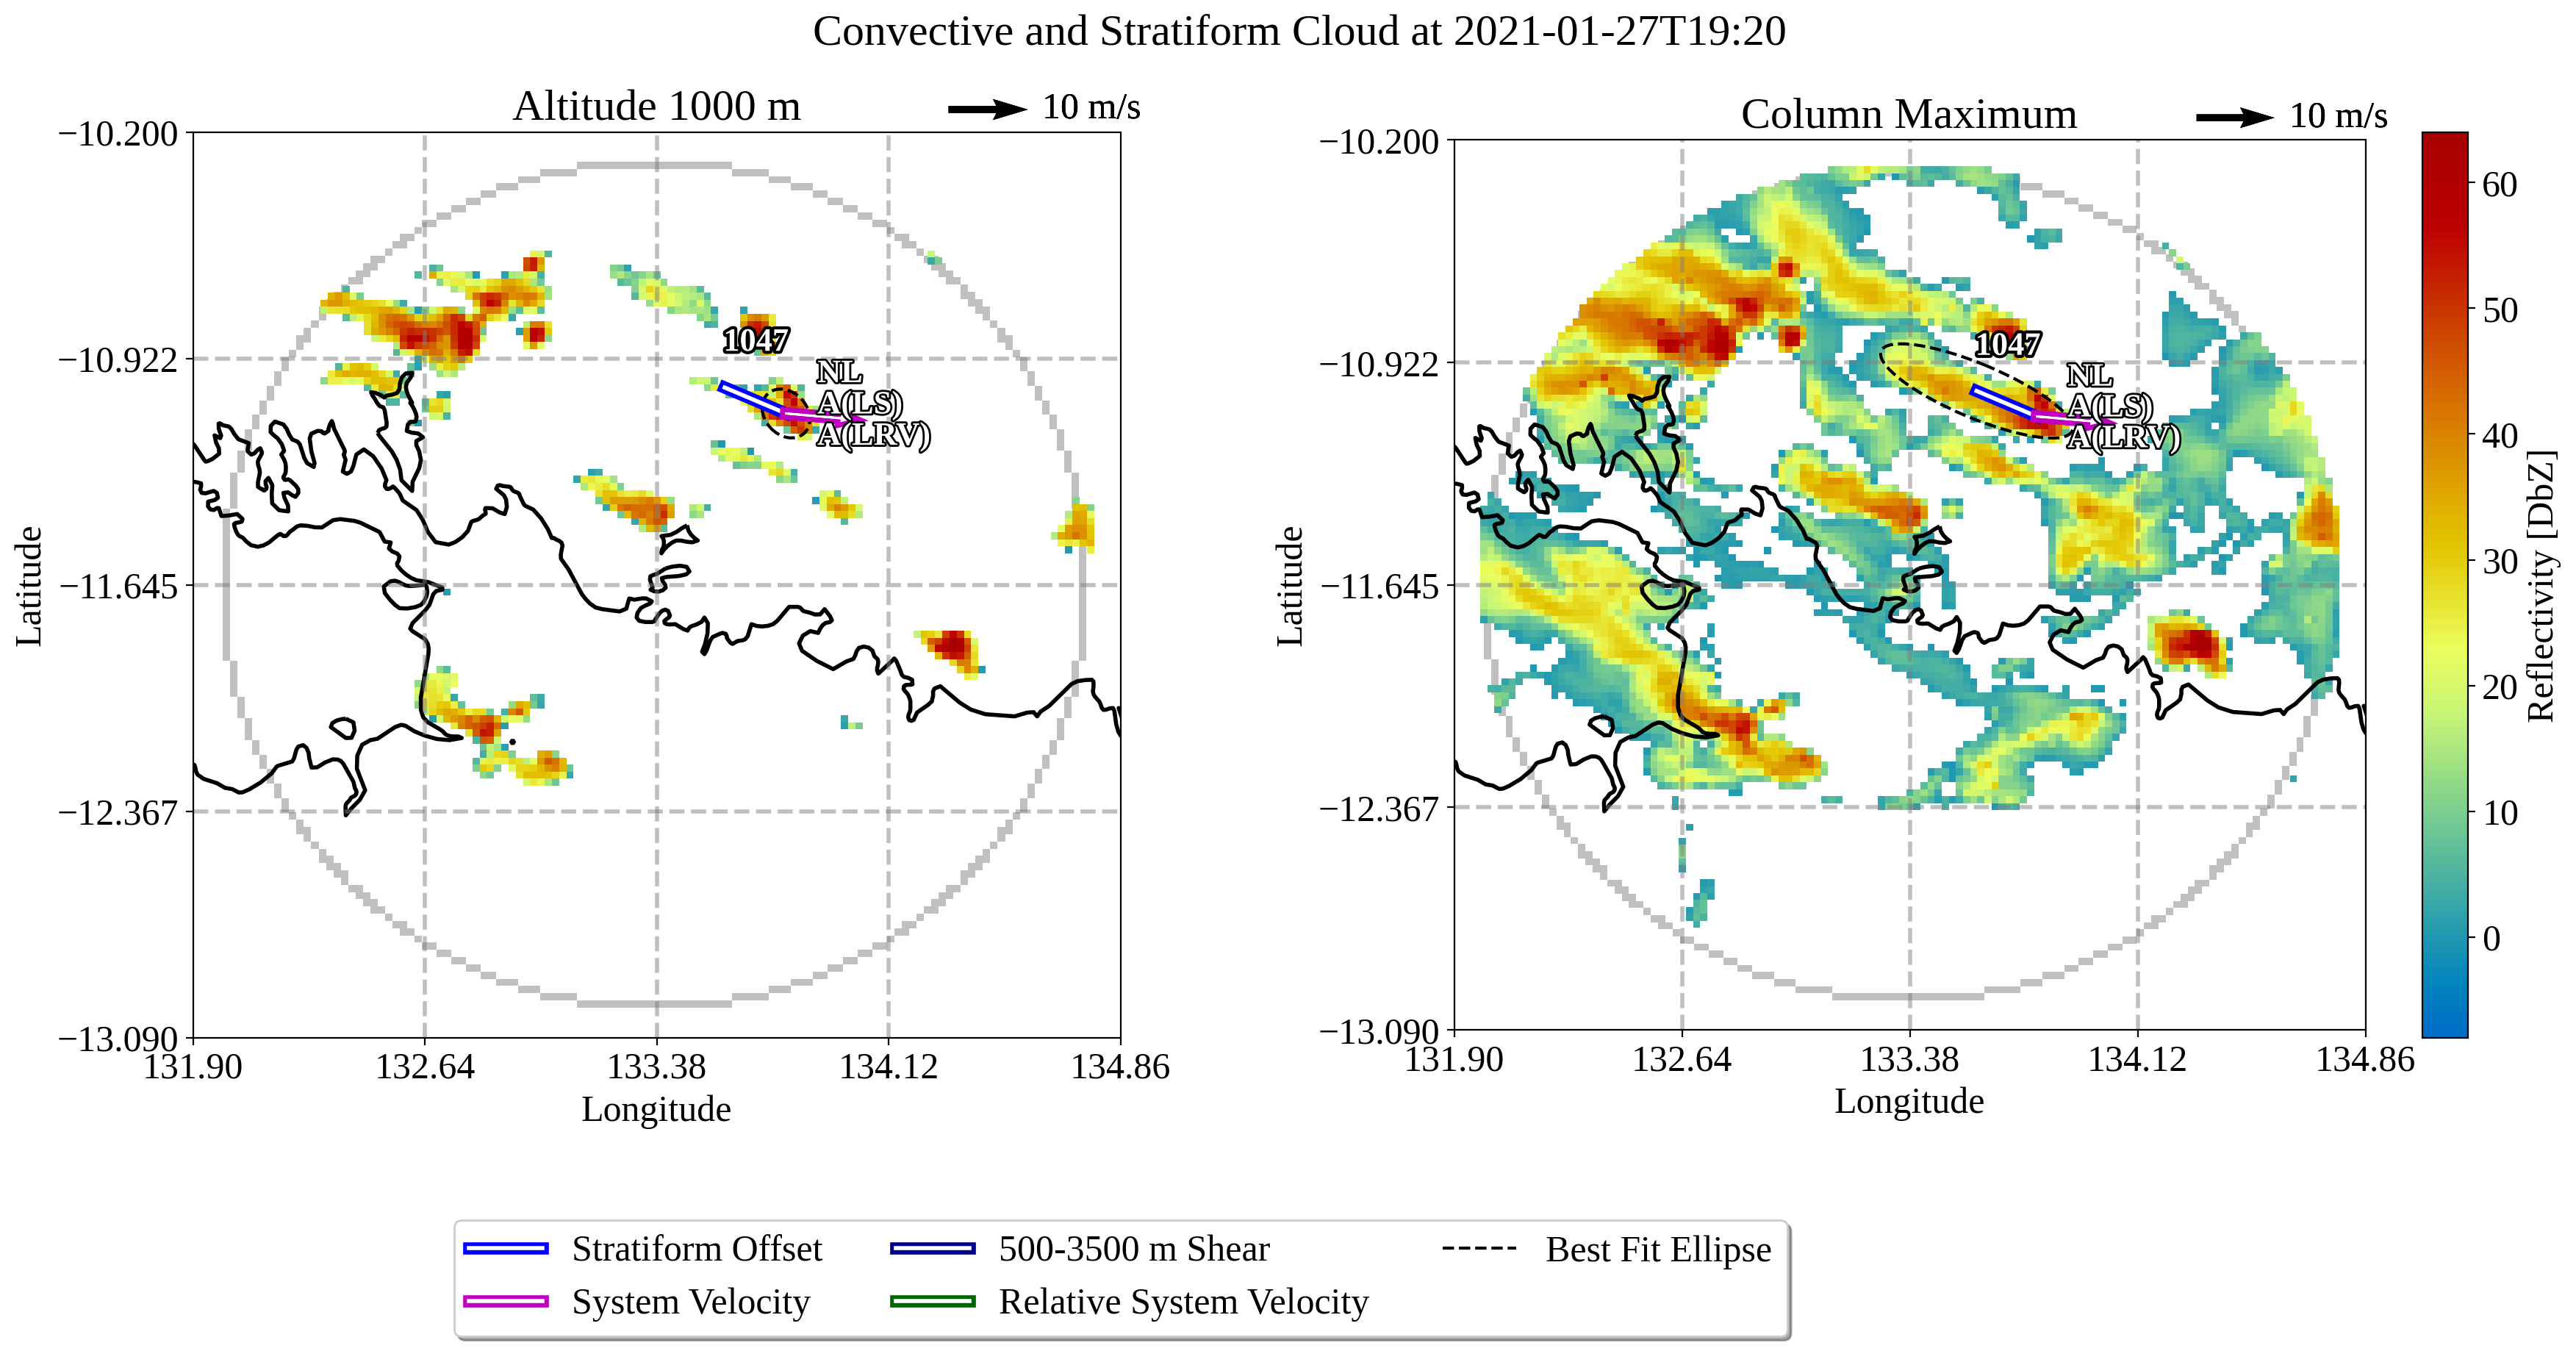 Convective and Stratiform Cloud at 2021-01-27T19:20
Altitude 1000 m
10 m/s
−10.200
−10.922
−11.645
−12.367
−13.090
Latitude
131.90
132.64
133.38
134.12
134.86
Longitude
1047
NL
A(LS)
A(LRV)
Column Maximum
10 m/s
−10.200
−10.922
−11.645
−12.367
−13.090
Latitude
131.90
132.64
133.38
134.12
134.86
Longitude
1047
NL
A(LS)
A(LRV)
60
50
40
30
20
10
0
Reflectivity [DbZ]
Stratiform Offset
System Velocity
500-3500 m Shear
Relative System Velocity
Best Fit Ellipse